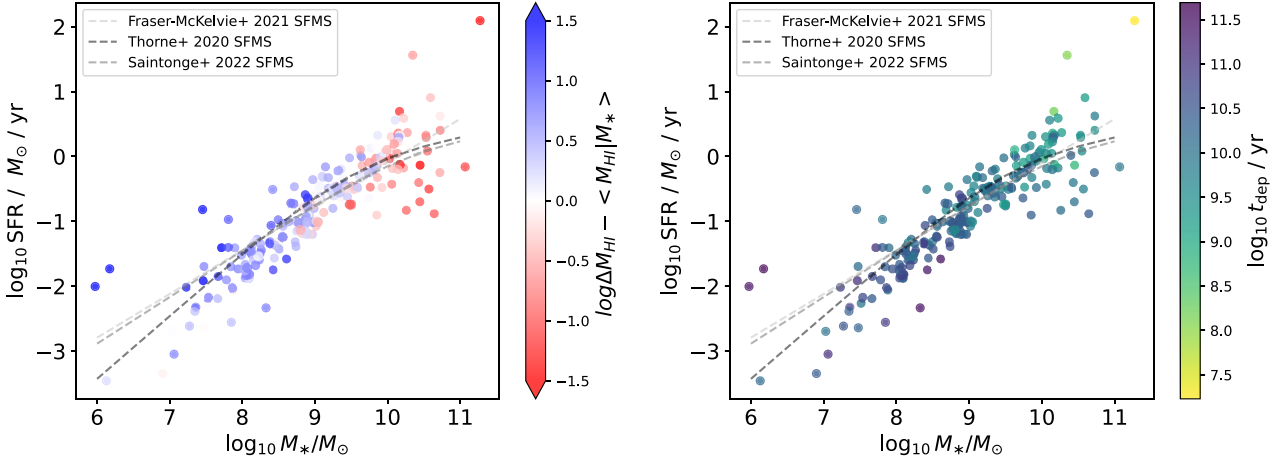 Fraser-McKelvie+ 2021 SFMS
Thorne+ 2020 SFMS
Saintonge+ 2022 SFMS
2
1
0
−1
−2
−3
log₁₀ SFR / M⊙ / yr
6 7 8 9 10 11
log₁₀ M∗/M⊙
1.5
1.0
0.5
0.0
−0.5
−1.0
−1.5
logΔM_HI − < M_HI|M∗ >
Fraser-McKelvie+ 2021 SFMS
Thorne+ 2020 SFMS
Saintonge+ 2022 SFMS
2
1
0
−1
−2
−3
log₁₀ SFR / M⊙ / yr
6 7 8 9 10 11
log₁₀ M∗/M⊙
11.5
11.0
10.5
10.0
9.5
9.0
8.5
8.0
7.5
log₁₀ t_dep / yr